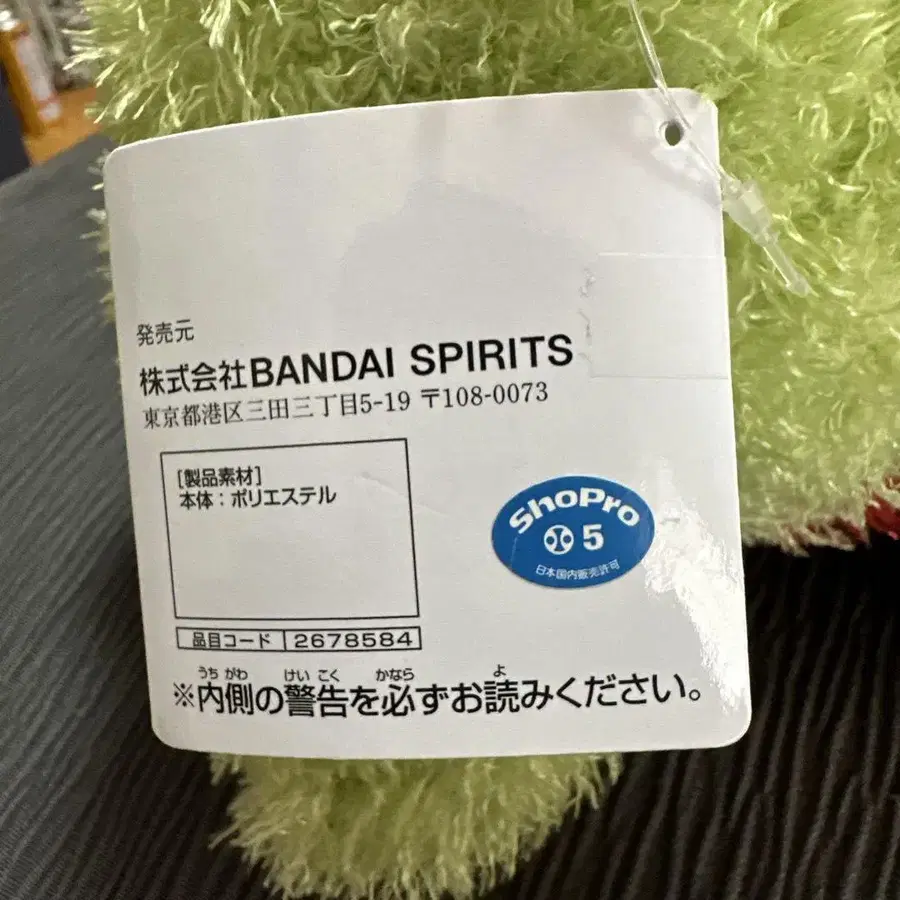 発売元
株式会社BANDAI SPIRITS
東京都港区三田三丁目5-19 〒108-0073
[製品素材]
本体:ポリエステル
ShoPro
5
日本国内販売許可
品目コード 2678584
うちがわ けいこく かなら よ
※内側の警告を必ずお読みください。